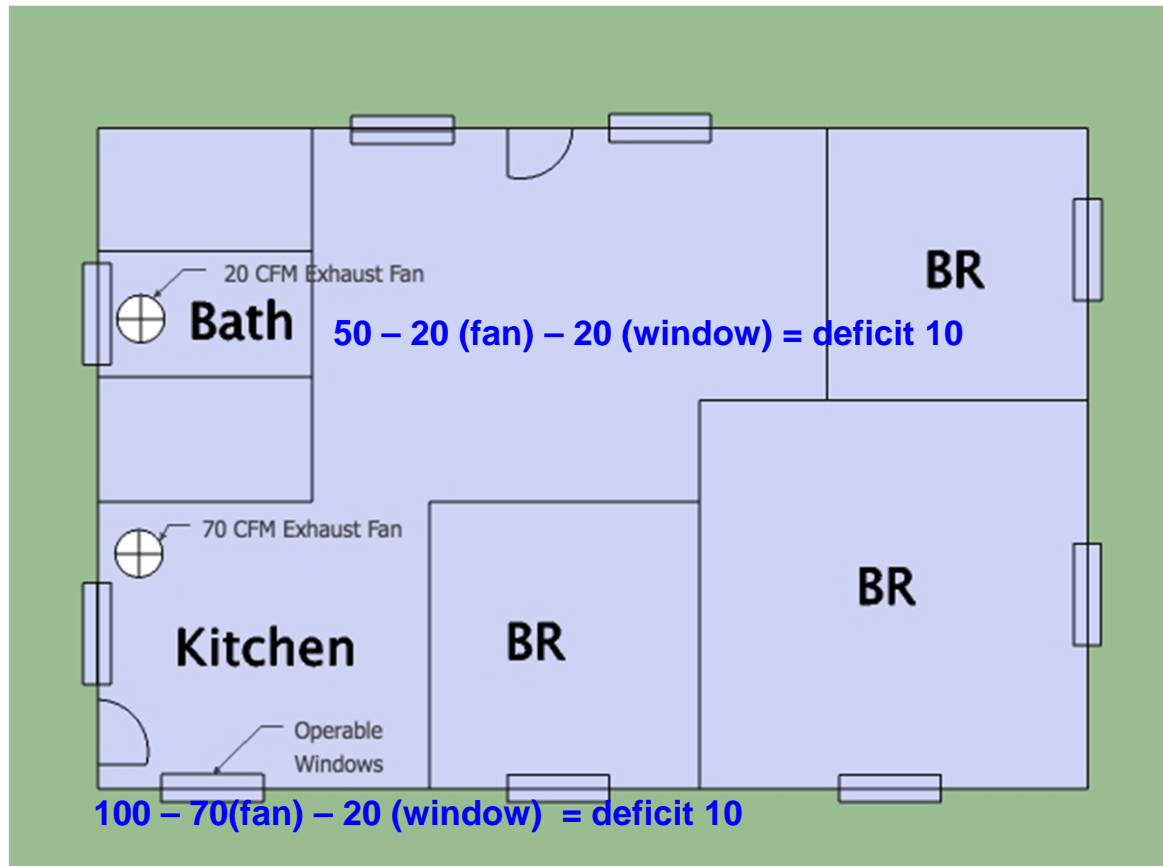 BR
20 CFM Exhaust Fan
Bath
50 – 20 (fan) – 20 (window) = deficit 10
70 CFM Exhaust Fan
BR
Kitchen
BR
Operable
Windows
100 – 70(fan) – 20 (window)  = deficit 10